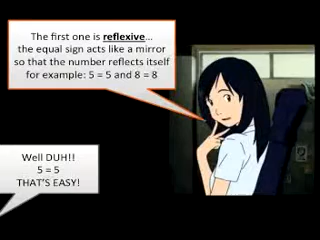 The first one is reflexive...
the equal sign acts like a mirror
so that the number reflects itself
for example: 5 = 5 and 8 = 8
Well DUH!!
5 = 5
THAT'S EASY!